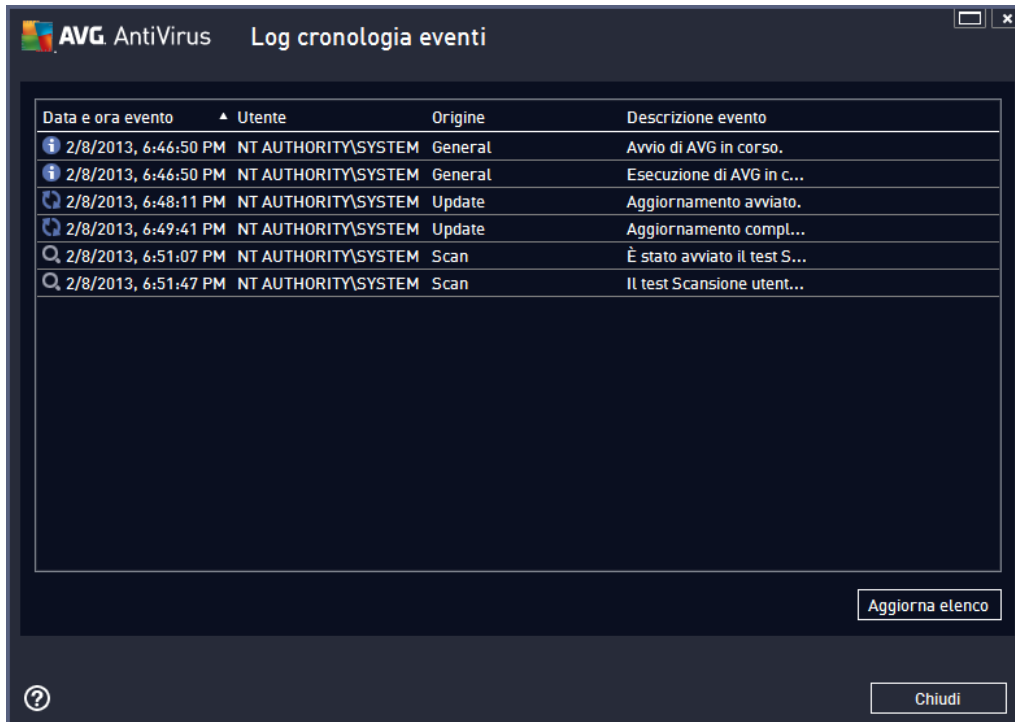 AVG AntiVirus Log cronologia eventi
Data e ora evento Utente Origine Descrizione evento
2/8/2013, 6:46:50 PM NT AUTHORITY\SYSTEM General Avvio di AVG in corso.
2/8/2013, 6:46:50 PM NT AUTHORITY\SYSTEM General Esecuzione di AVG in c...
2/8/2013, 6:48:11 PM NT AUTHORITY\SYSTEM Update Aggiornamento avviato.
2/8/2013, 6:49:41 PM NT AUTHORITY\SYSTEM Update Aggiornamento compl...
2/8/2013, 6:51:07 PM NT AUTHORITY\SYSTEM Scan È stato avviato il test S...
2/8/2013, 6:51:47 PM NT AUTHORITY\SYSTEM Scan Il test Scansione utent...
Aggiorna elenco
Chiudi